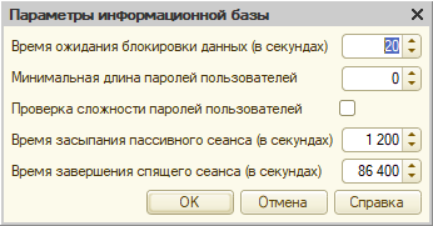 Параметры информационной базы
Время ожидания блокировки данных (в секундах) 20
Минимальная длина паролей пользователей 0
Проверка сложности паролей пользователей
Время засыпания пассивного сеанса (в секундах) 1 200
Время завершения спящего сеанса (в секундах) 86 400
OK Отмена Справка